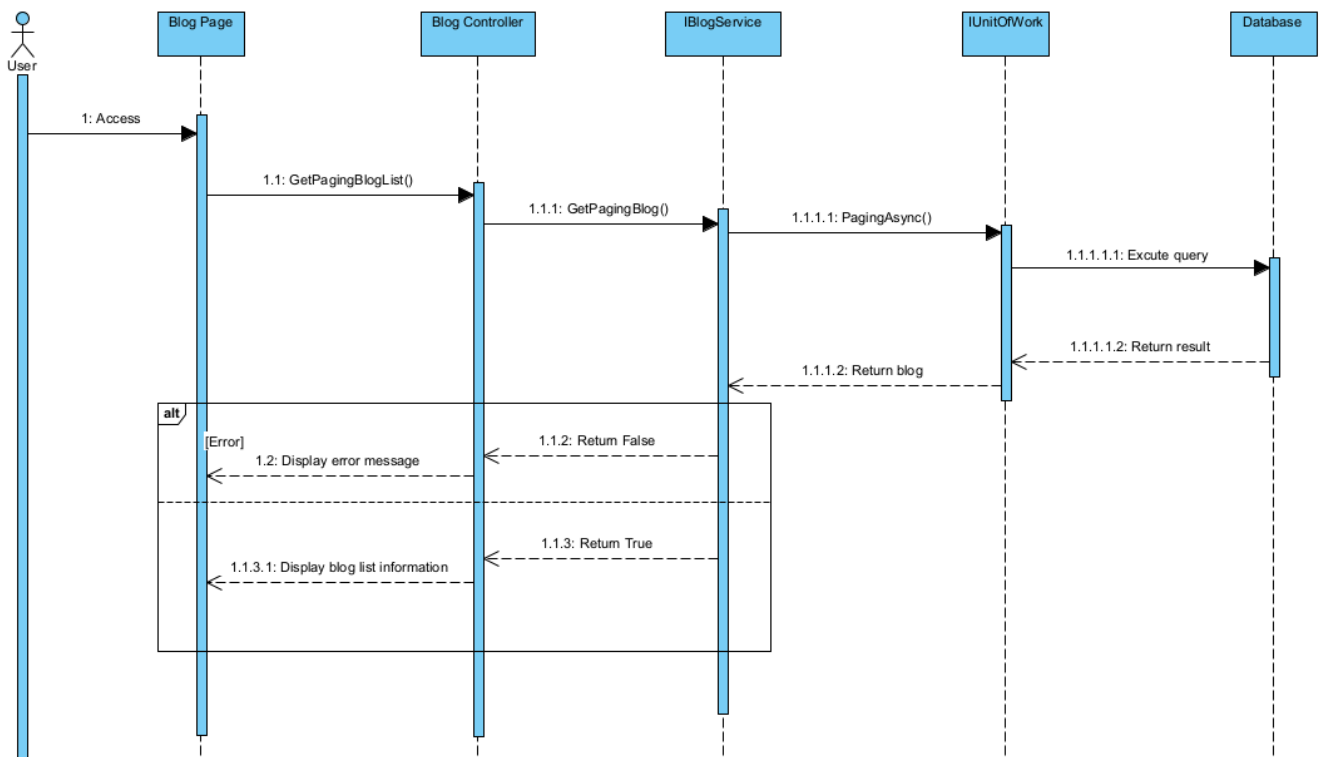 Blog Page
Blog Controller
IBlogService
IUnitOfWork
Database
User
1: Access
1.1: GetPagingBlogList()
1.1.1: GetPagingBlog()
1.1.1.1: PagingAsync()
1.1.1.1.1: Excute query
1.1.1.1.2: Return result
1.1.1.2: Return blog
alt
[Error]
1.1.2: Return False
1.2: Display error message
1.1.3: Return True
1.1.3.1: Display blog list information